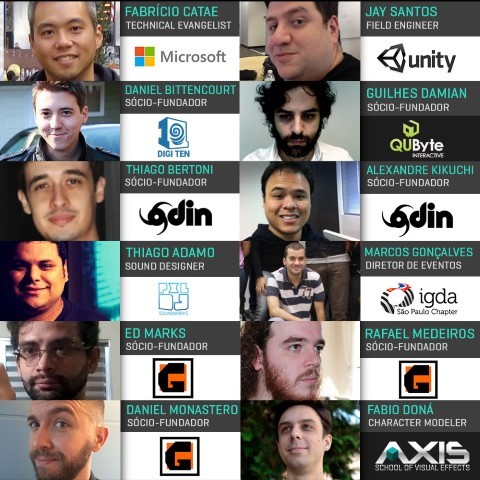 FABRÍCIO CATAE
TECHNICAL EVANGELIST
Microsoft
JAY SANTOS
FIELD ENGINEER
unity
DANIEL BITTENCOURT
SÓCIO-FUNDADOR
DIGI TEN
GUILHES DAMIAN
SÓCIO-FUNDADOR
QUByte
INTERACTIVE
THIAGO BERTONI
SÓCIO-FUNDADOR
odin
ALEXANDRE KIKUCHI
SÓCIO-FUNDADOR
odin
THIAGO ADAMO
SOUND DESIGNER
MARCOS GONÇALVES
DIRETOR DE EVENTOS
igda
São Paulo Chapter
ED MARKS
SÓCIO-FUNDADOR
G
RAFAEL MEDEIROS
SÓCIO-FUNDADOR
G
DANIEL MONASTERO
SÓCIO-FUNDADOR
G
FABIO DONÁ
CHARACTER MODELER
AXIS
SCHOOL OF VISUAL EFFECTS